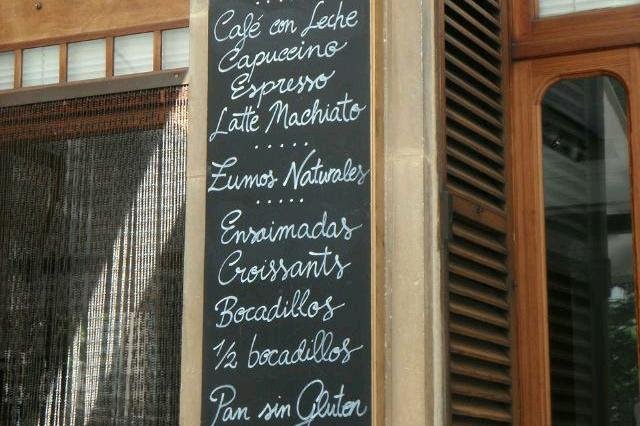 Café con Leche
Capuccino
Espresso
Latte Machiato
Zumos Naturales
Ensaimadas
Croissants
Bocadillos
1/2 bocadillos
Pan sin Gluten